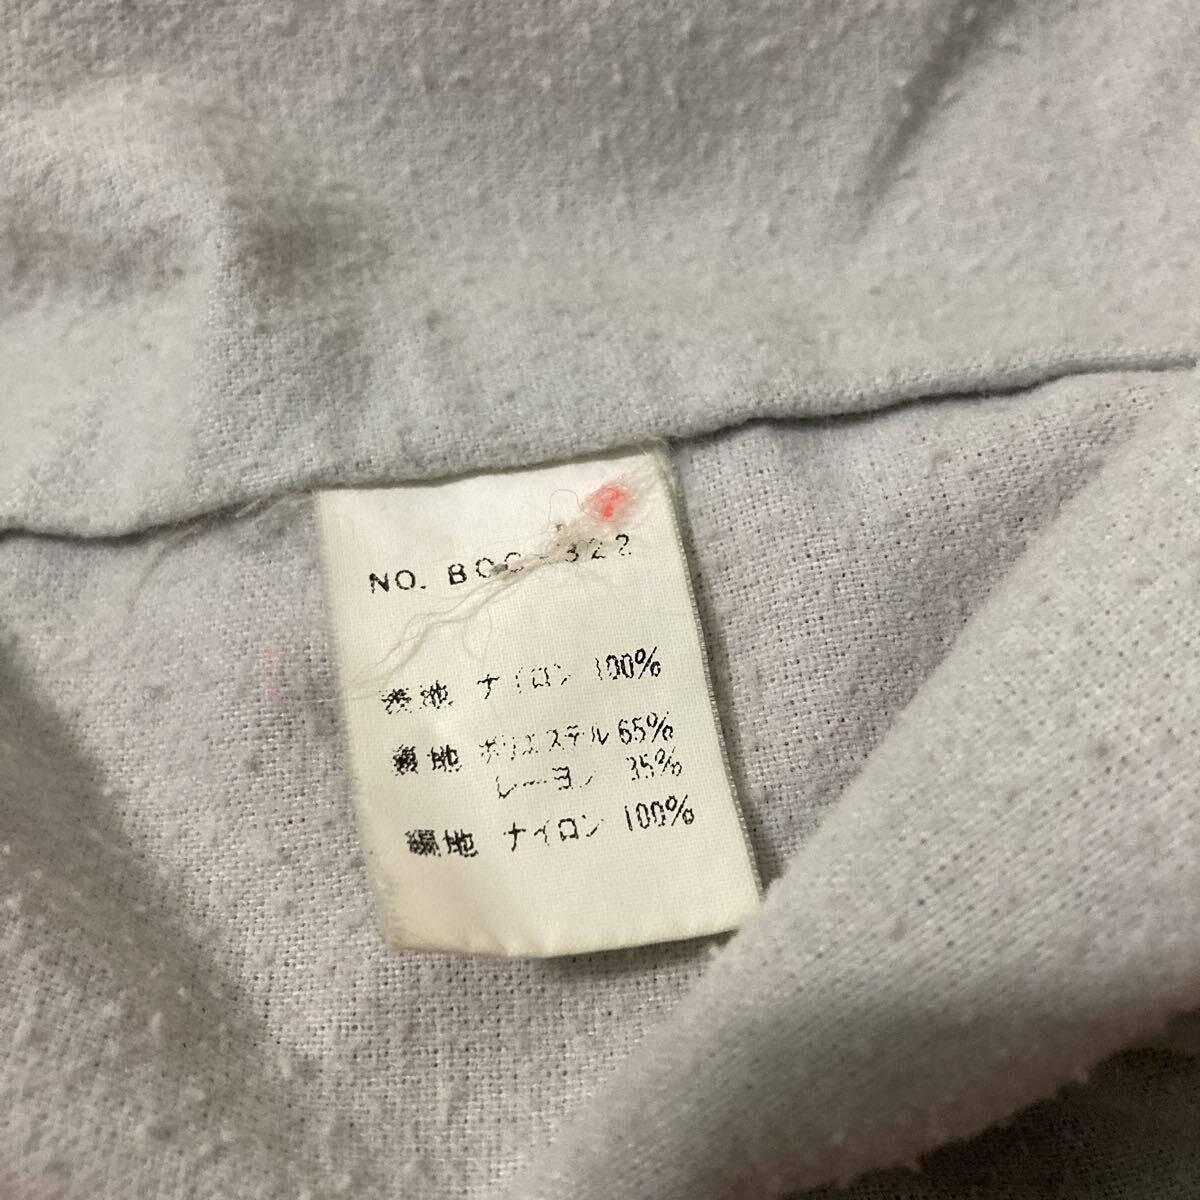 NO. BOC-322
表地 ナイロン 100%
裏地 ポリエステル 65%
レーヨン 35%
編地 ナイロン 100%